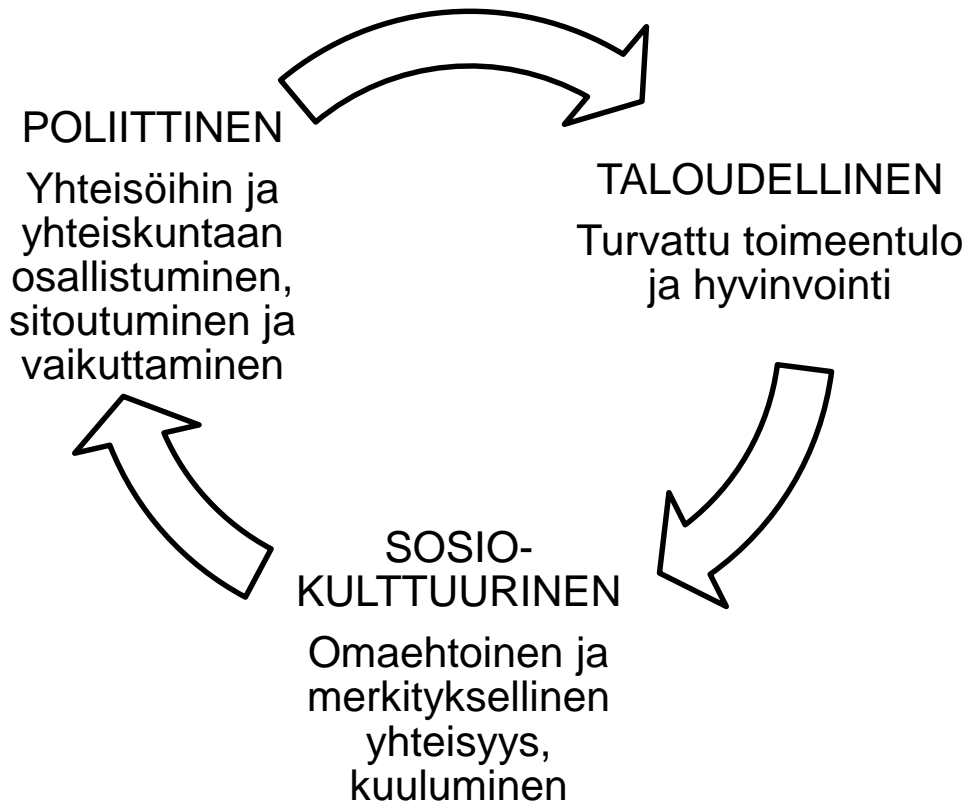 POLIITTINEN
Yhteisöihin ja
yhteiskuntaan
osallistuminen,
sitoutuminen ja
vaikuttaminen
TALOUDELLINEN
Turvattu toimeentulo
ja hyvinvointi
SOSIO-
KULTTUURINEN
Omaehtoinen ja
merkityksellinen
yhteisyys,
kuuluminen